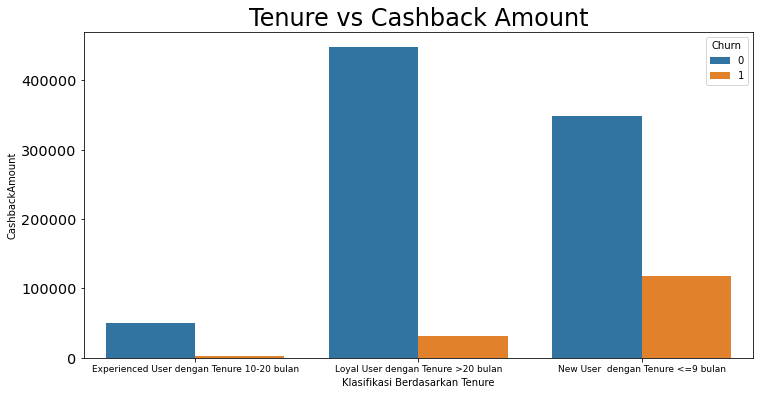 Tenure vs Cashback Amount
Churn
0
1
400000
300000
200000
100000
0
CashbackAmount
Experienced User dengan Tenure 10-20 bulan
Loyal User dengan Tenure >20 bulan
New User  dengan Tenure <=9 bulan
Klasifikasi Berdasarkan Tenure